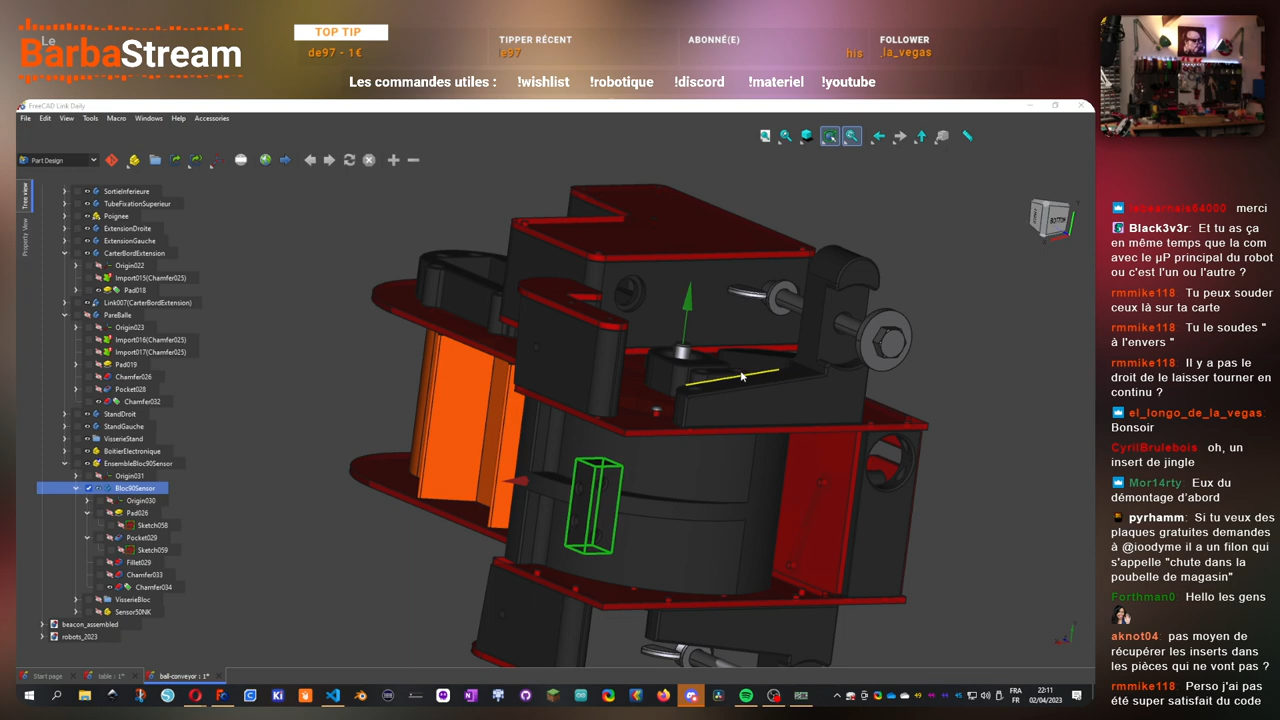 Le
BarbaStream
TOP TIP
de97 - 1€
TIPPER RÉCENT
le97
ABONNÉ(E)
FOLLOWER
his
_la_vegas
Les commandes utiles : !wishlist !robotique !discord !materiel !youtube
FreeCAD Link Daily
File Edit View Tools Macro Windows Help Accessories
Part Design
Tree view
Property View
SortieInferieure
TubeFixationSuperieur
Poignee
ExtensionDroite
ExtensionGauche
CarterBordExtension
Origin022
Import015(Chamfer025)
Pad018
Link007(CarterBordExtension)
PareBalle
Origin023
Import016(Chamfer025)
Import017(Chamfer025)
Pad019
Chamfer026
Pocket028
Chamfer032
StandDroit
StandGauche
VisserieStand
BoitierElectronique
EnsembleBloc90Sensor
Origin031
Bloc90Sensor
Origin030
Pad026
Sketch058
Pocket029
Sketch059
Fillet029
Chamfer033
Chamfer034
VisserieBloc
Sensor50NK
beacon_assembled
robots_2023
BOTTOM
Start page
table : 1*
ball-conveyor : 1*
FRA
FR
22:11
02/04/2023
lebearnais64000 merci
Black3v3r: Et tu as ça
en même temps que la com
avec le µP principal du robot
ou c'est l'un ou l'autre ?
rmmike118: Tu peux souder
ceux là sur ta carte
rmmike118: Tu le soudes "
à l'envers "
rmmike118: Il y a pas le
droit de le laisser tourner en
continu ?
el_longo_de_la_vegas:
Bonsoir
CyrilBrulebois: oh, un
insert de jingle
Mor14rty: Eux du
démontage d'abord
pyrhamm: Si tu veux des
plaques gratuites demandes
à @ioodyme il a un filon qui
s'appelle "chute dans la
poubelle de magasin"
Forthman0: Hello les gens
aknot04: pas moyen de
récupérer les inserts dans
les pièces qui ne vont pas ?
rmmike118: Perso j'ai pas
été super satisfait du code